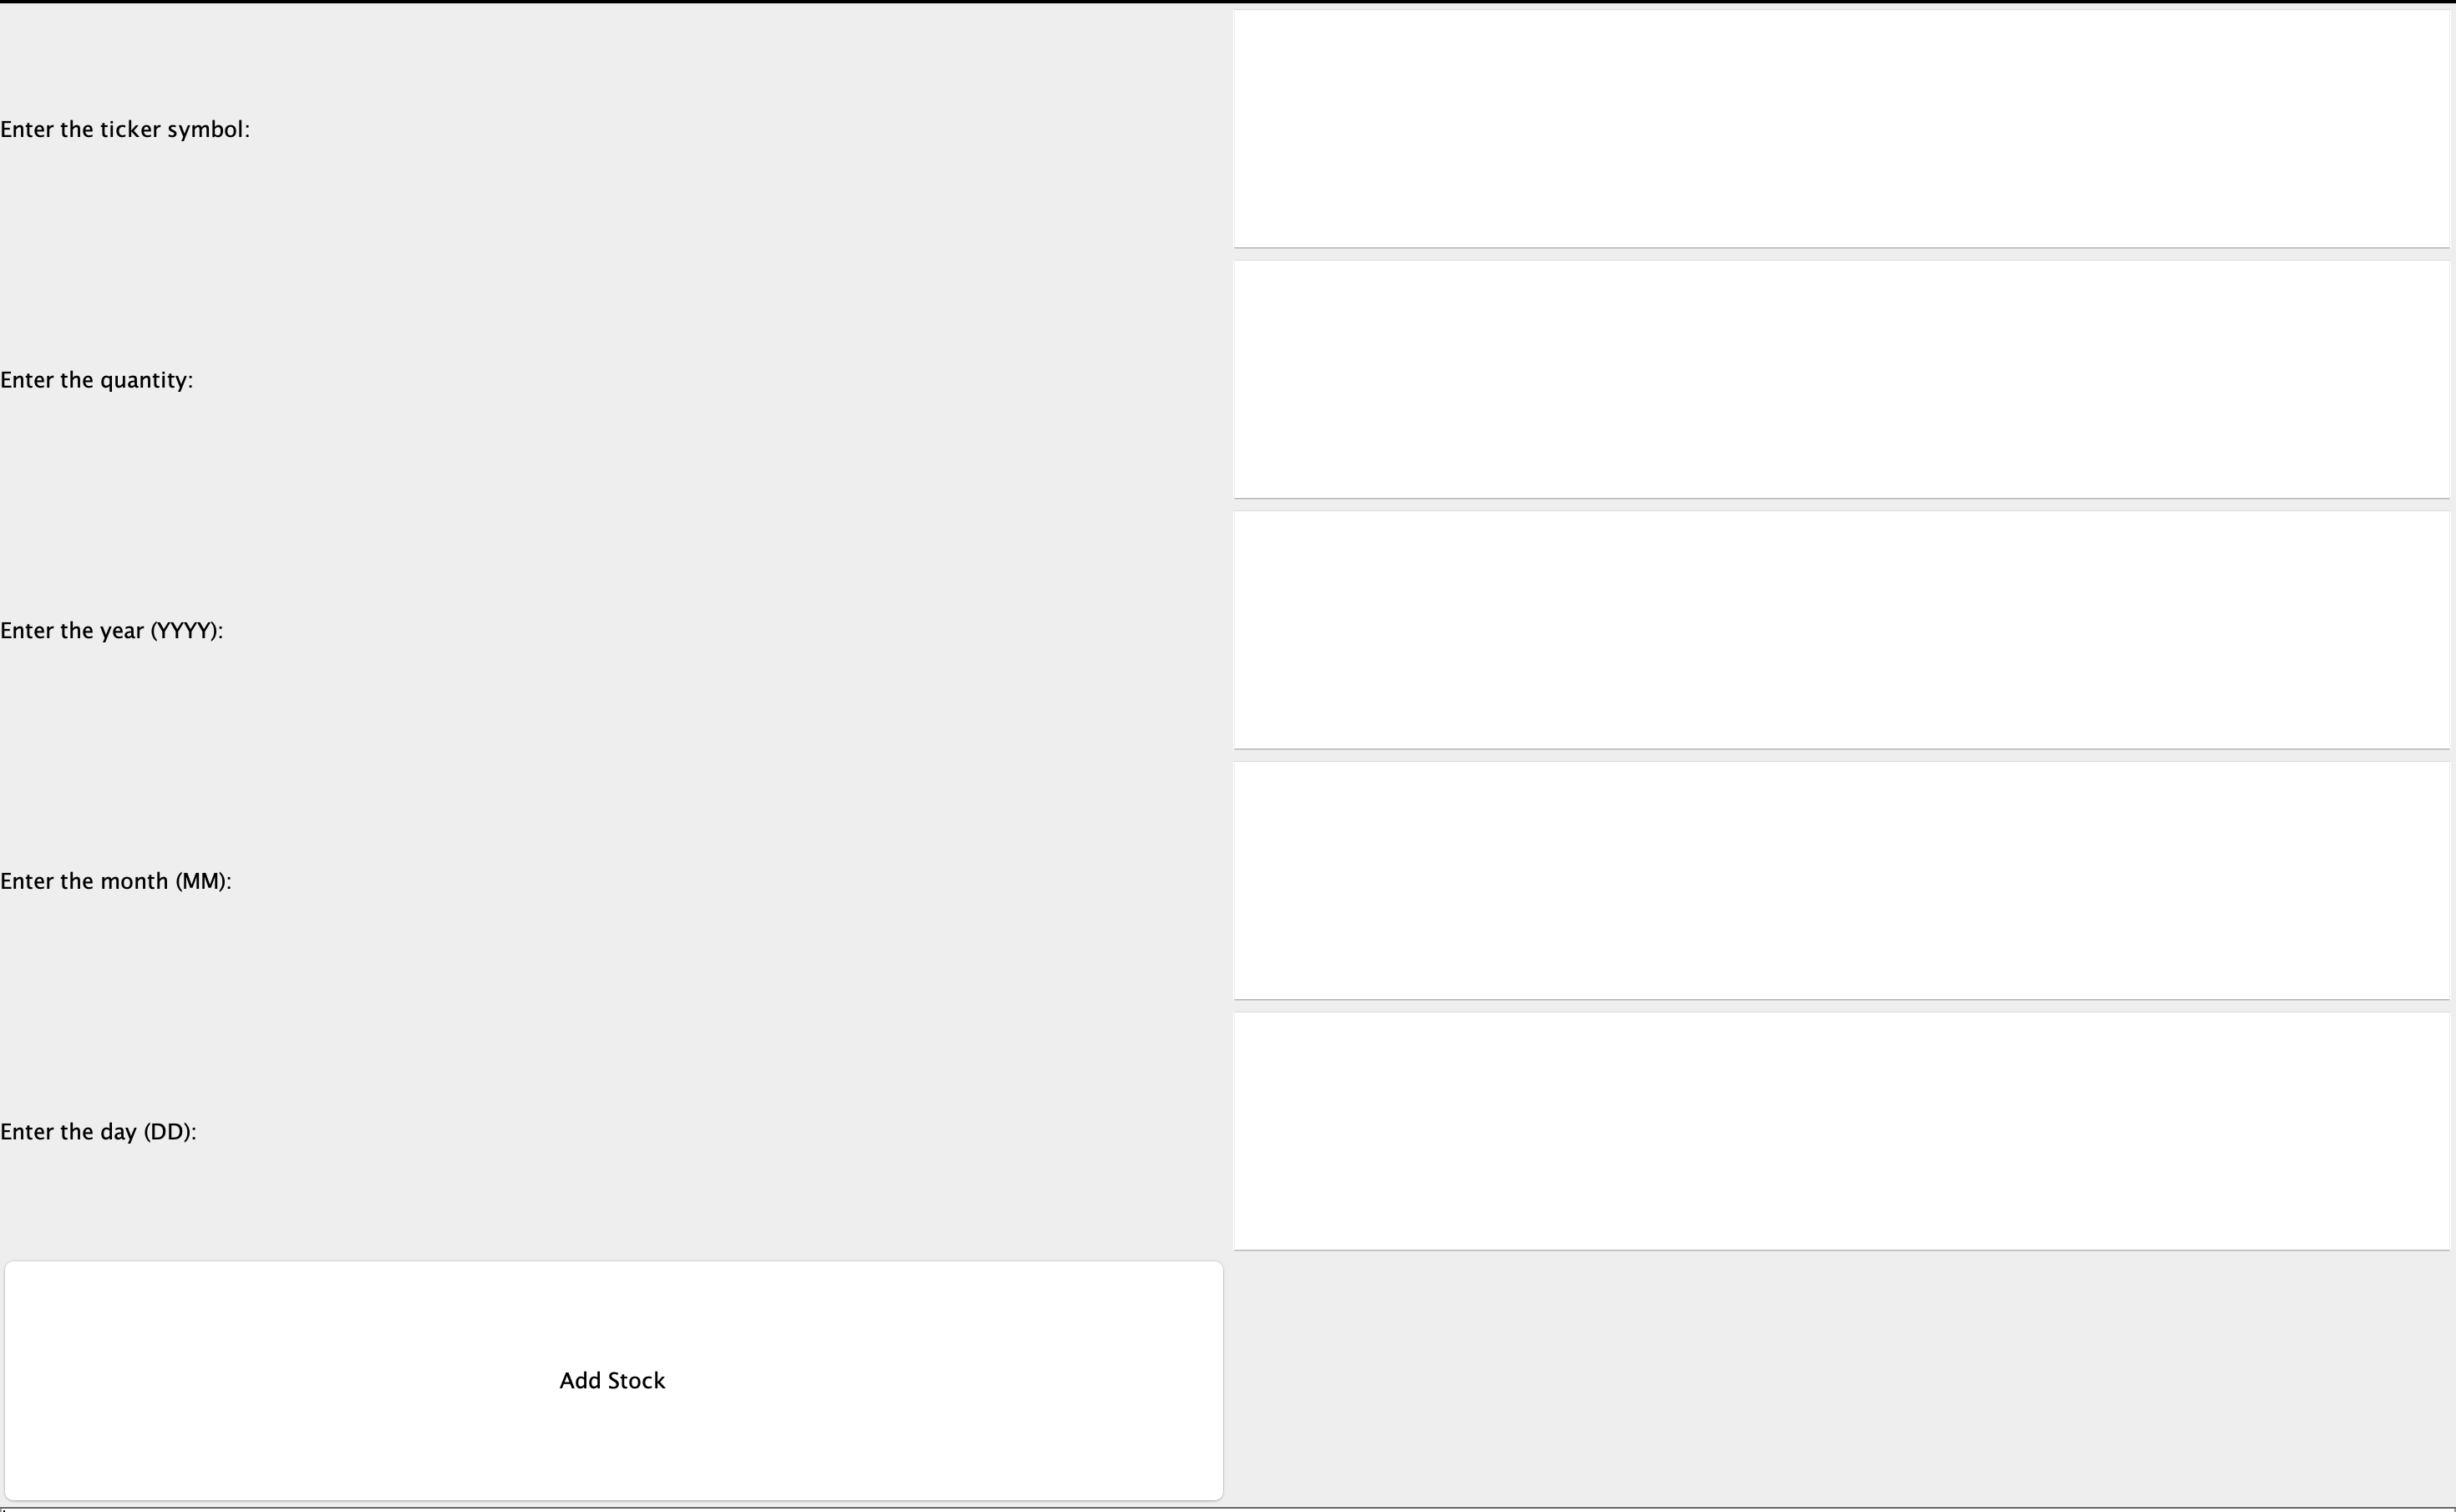 Enter the ticker symbol:
Enter the quantity:
Enter the year (YYYY):
Enter the month (MM):
Enter the day (DD):
Add Stock